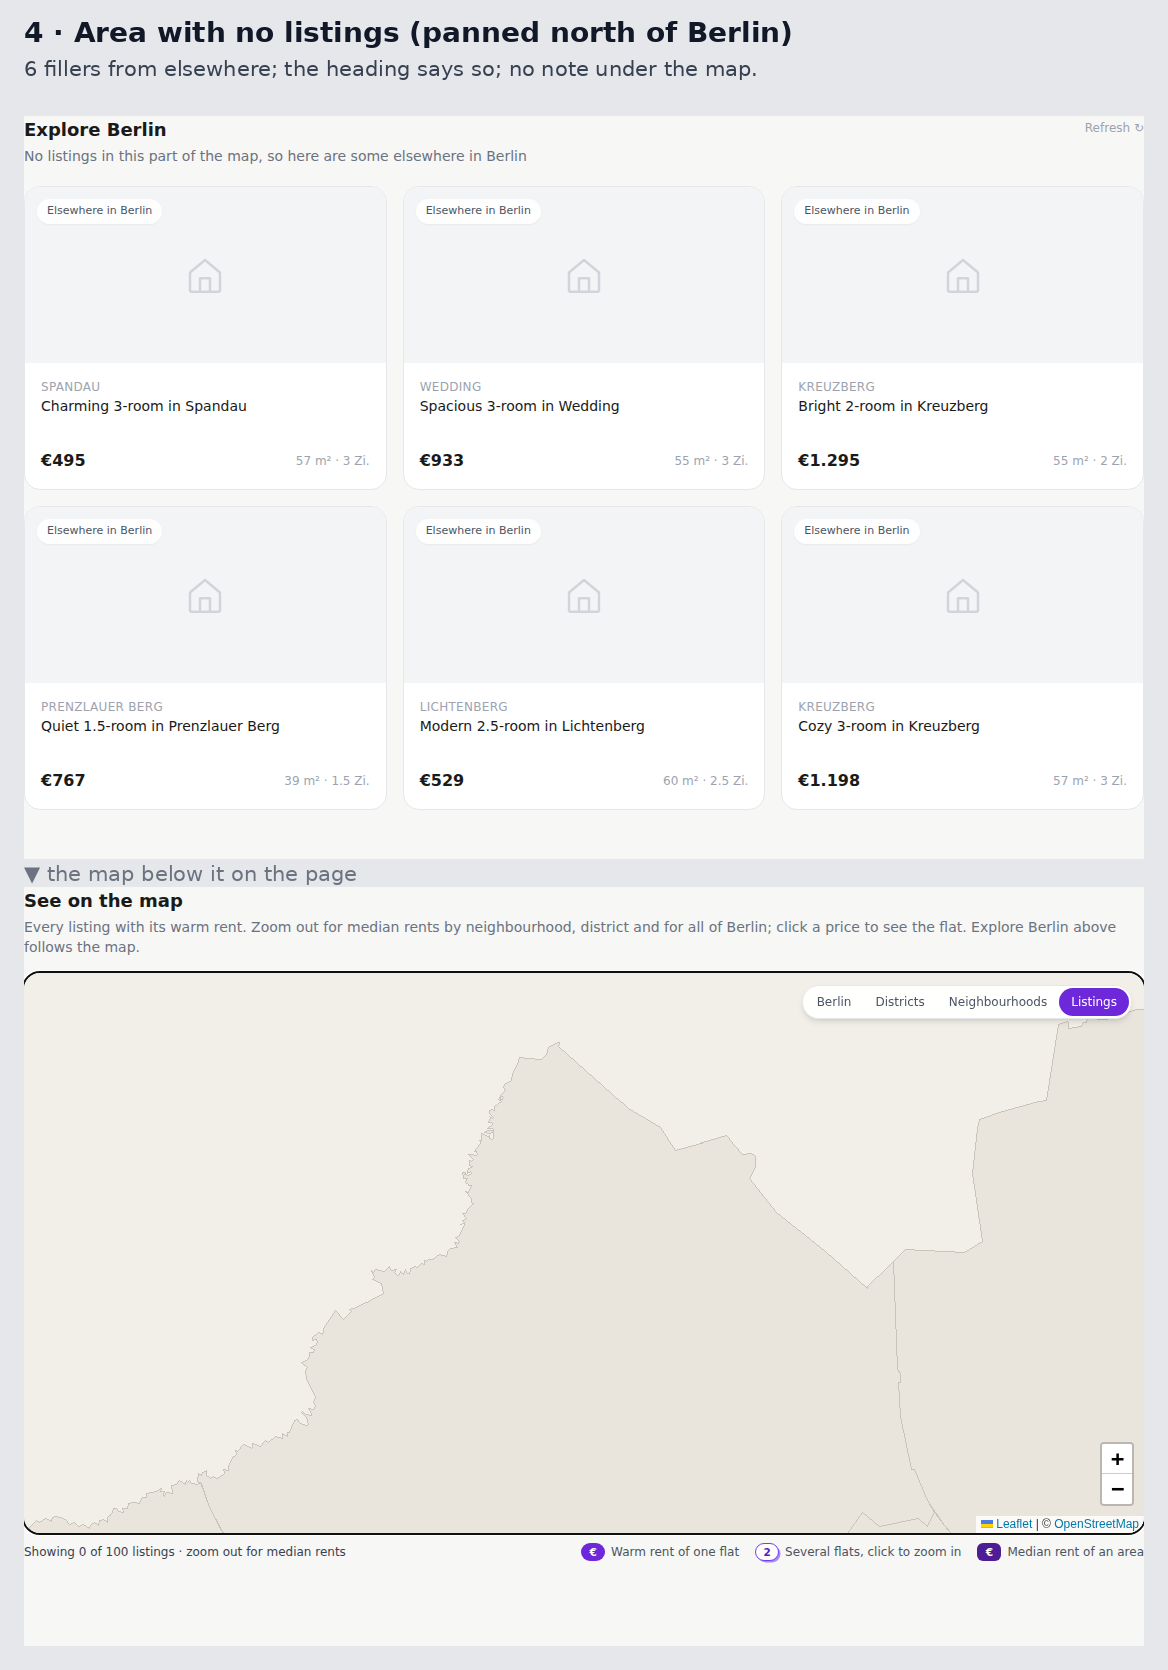 4 · Area with no listings (panned north of Berlin)
6 fillers from elsewhere; the heading says so; no note under the map.
Explore Berlin
Refresh ↻
No listings in this part of the map, so here are some elsewhere in Berlin
Elsewhere in Berlin
Elsewhere in Berlin
Elsewhere in Berlin
SPANDAU
Charming 3-room in Spandau
€495
57 m² · 3 Zi.
WEDDING
Spacious 3-room in Wedding
€933
55 m² · 3 Zi.
KREUZBERG
Bright 2-room in Kreuzberg
€1.295
55 m² · 2 Zi.
Elsewhere in Berlin
Elsewhere in Berlin
Elsewhere in Berlin
PRENZLAUER BERG
Quiet 1.5-room in Prenzlauer Berg
€767
39 m² · 1.5 Zi.
LICHTENBERG
Modern 2.5-room in Lichtenberg
€529
60 m² · 2.5 Zi.
KREUZBERG
Cozy 3-room in Kreuzberg
€1.198
57 m² · 3 Zi.
▼ the map below it on the page
See on the map
Every listing with its warm rent. Zoom out for median rents by neighbourhood, district and for all of Berlin; click a price to see the flat. Explore Berlin above
follows the map.
Berlin
Districts
Neighbourhoods
Listings
+
−
Leaflet | © OpenStreetMap
Showing 0 of 100 listings · zoom out for median rents
€ Warm rent of one flat
2 Several flats, click to zoom in
€ Median rent of an area